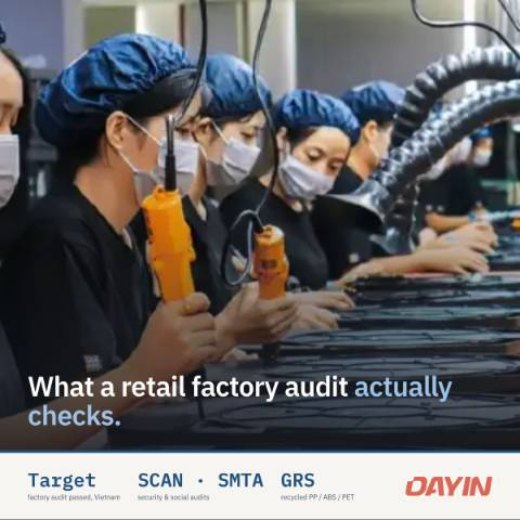 What a retail factory audit actually
checks.
Target SCAN · SMTA GRS
factory audit passed, Vietnam security & social audits recycled PP / ABS / PET
DAYIN